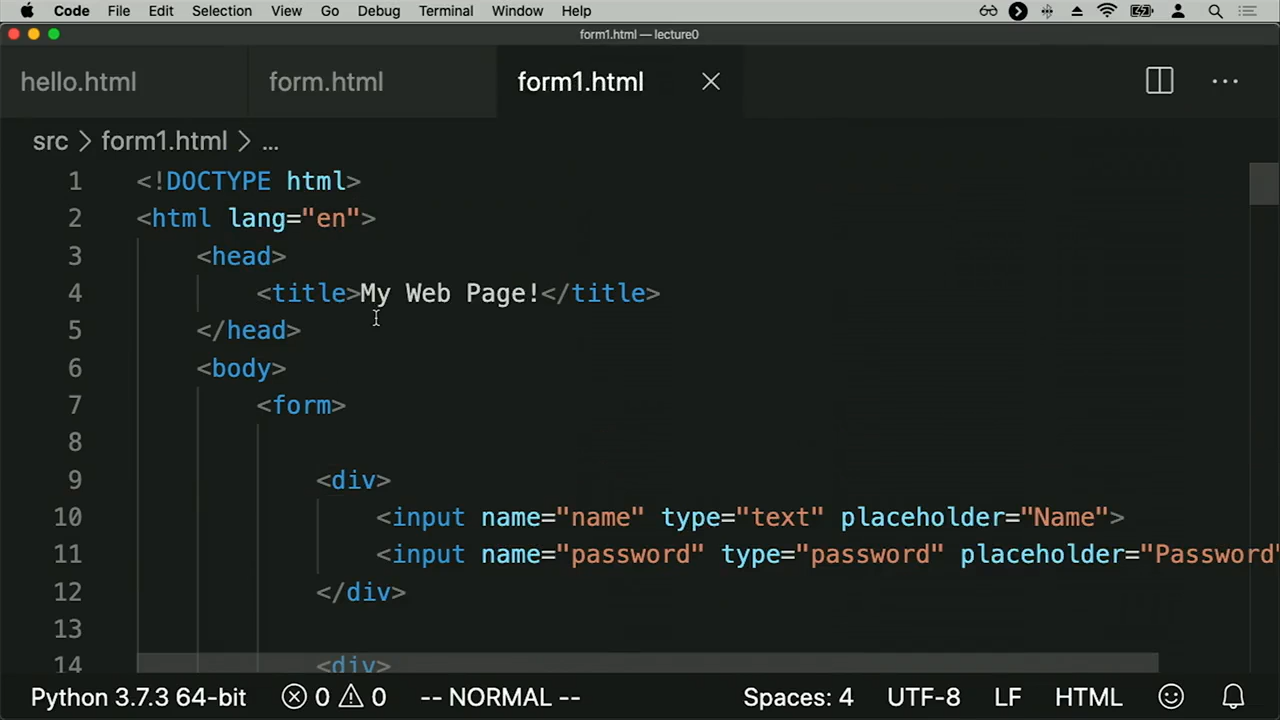 Code File Edit Selection View Go Debug Terminal Window Help
form1.html — lecture0
hello.html form.html form1.html
src > form1.html > ...
1 <!DOCTYPE html>
2 <html lang="en">
3 <head>
4 <title>My Web Page!</title>
5 </head>
6 <body>
7 <form>
8
9 <div>
10 <input name="name" type="text" placeholder="Name">
11 <input name="password" type="password" placeholder="Password"
12 </div>
13
14 <div>
Python 3.7.3 64-bit 0 0 -- NORMAL -- Spaces: 4 UTF-8 LF HTML